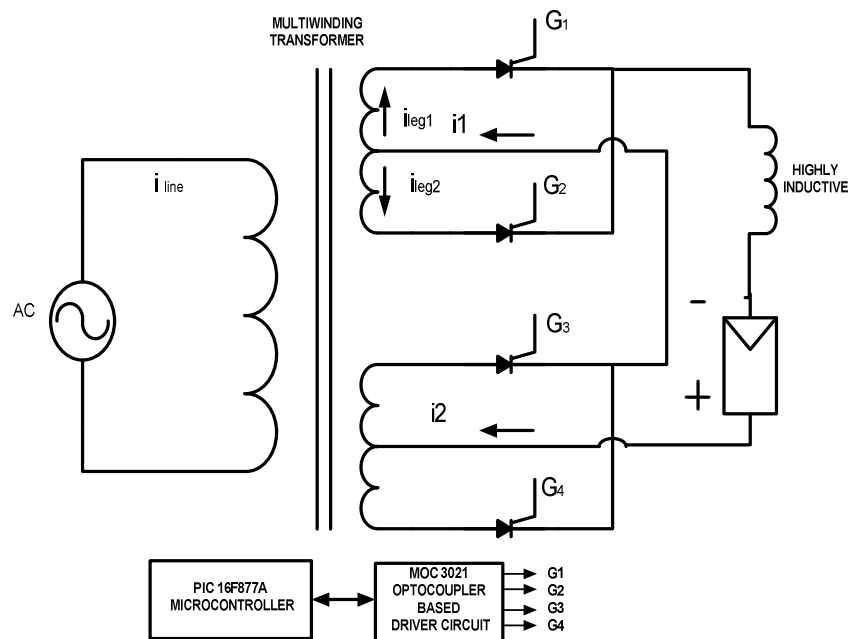 MULTIWINDING
TRANSFORMER
G1
ileg1
i1
ileg2
G2
i line
HIGHLY
INDUCTIVE
AC
-
+
G3
i2
G4
PIC 16F877A
MICROCONTROLLER
MOC 3021
OPTOCOUPLER
BASED
DRIVER CIRCUIT
G1
G2
G3
G4